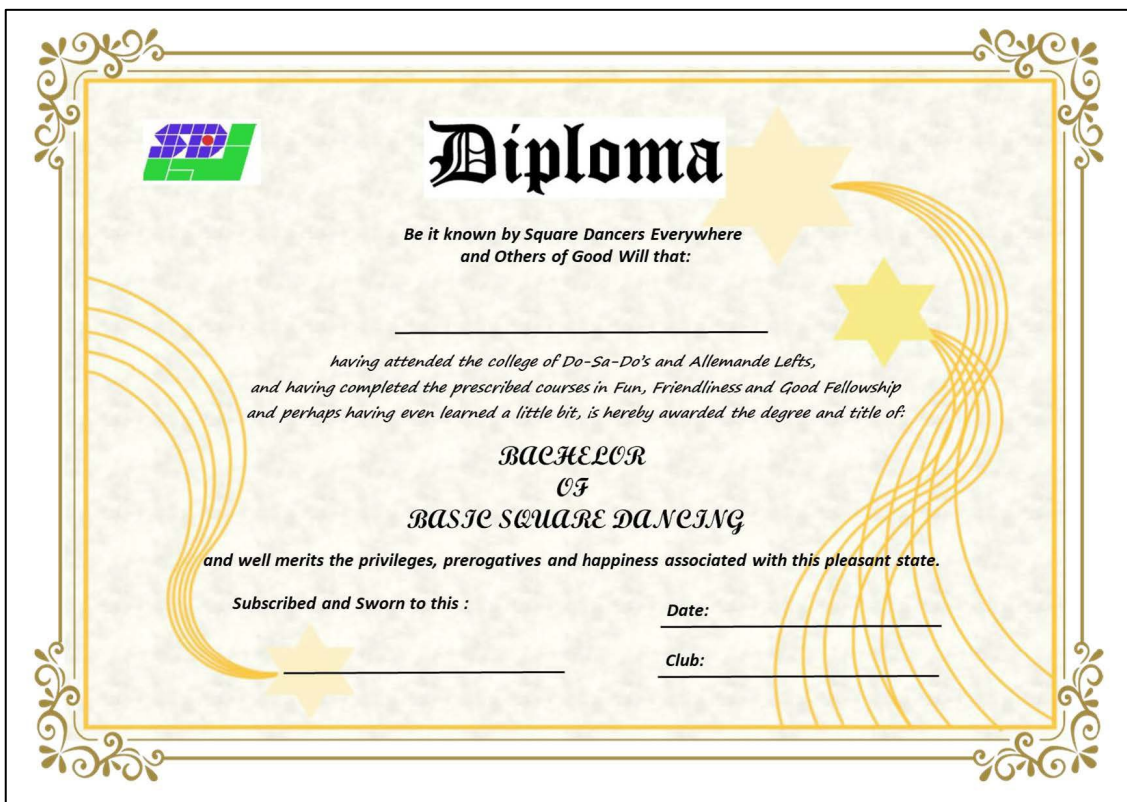 SD
Diploma
Be it known by Square Dancers Everywhere
and Others of Good Will that:
having attended the college of Do-Sa-Do's and Allemande Lefts,
and having completed the prescribed courses in Fun, Friendliness and Good Fellowship
and perhaps having even learned a little bit, is hereby awarded the degree and title of:
BACHELOR
OF
BASIC SQUARE DANCING
and well merits the privileges, prerogatives and happiness associated with this pleasant state.
Subscribed and Sworn to this :
Date:
Club: